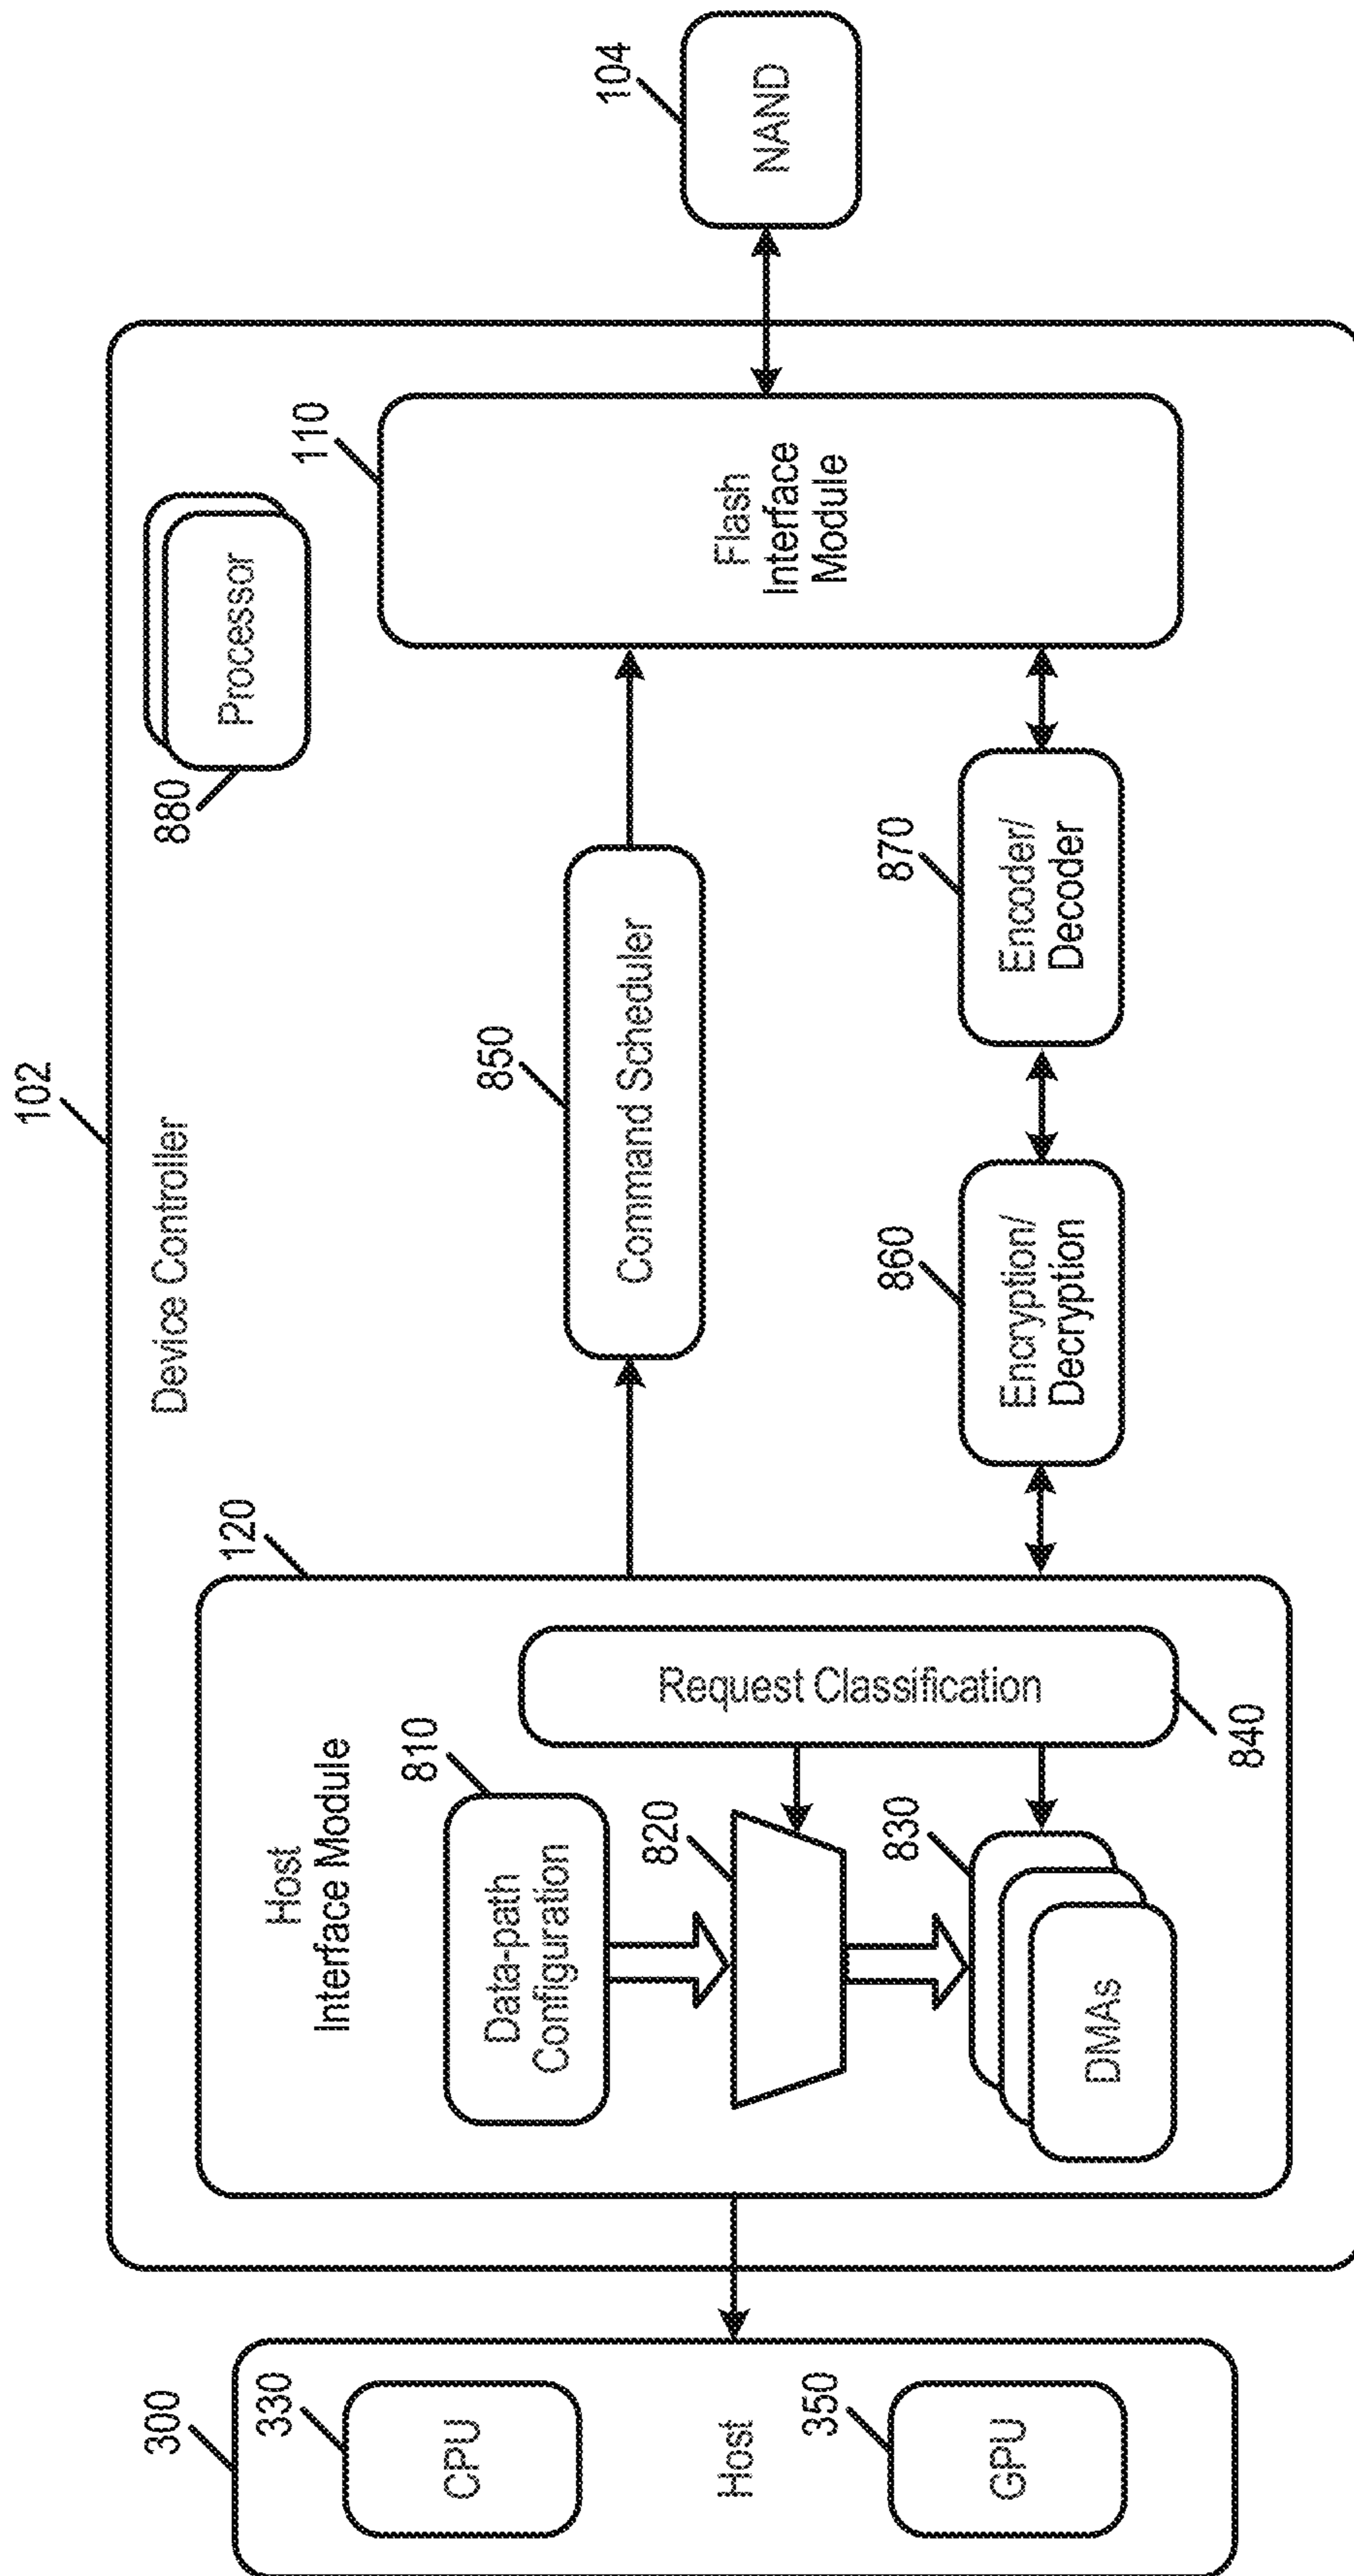 102
Device Controller
300
330
CPU
Host
350
GPU
120
Host
Interface Module
810
Data-path
Configuration
820
830
DMAs
Request Classification
840
850
Command Scheduler
860
Encryption/
Decryption
870
Encoder/
Decoder
880
Processor
110
Flash
Interface
Module
104
NAND